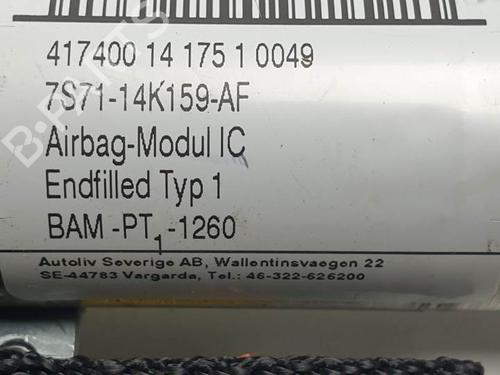 417400 14 175 1 0049
7S71-14K159-AF
Airbag-Modul IC
Endfilled Typ 1
BAM -PT1-1260
Autoliv Severige AB, Wallentinsvaegen 22
SE-44783 Vargarda, Tel.: 46-322-626200
B-PARTS